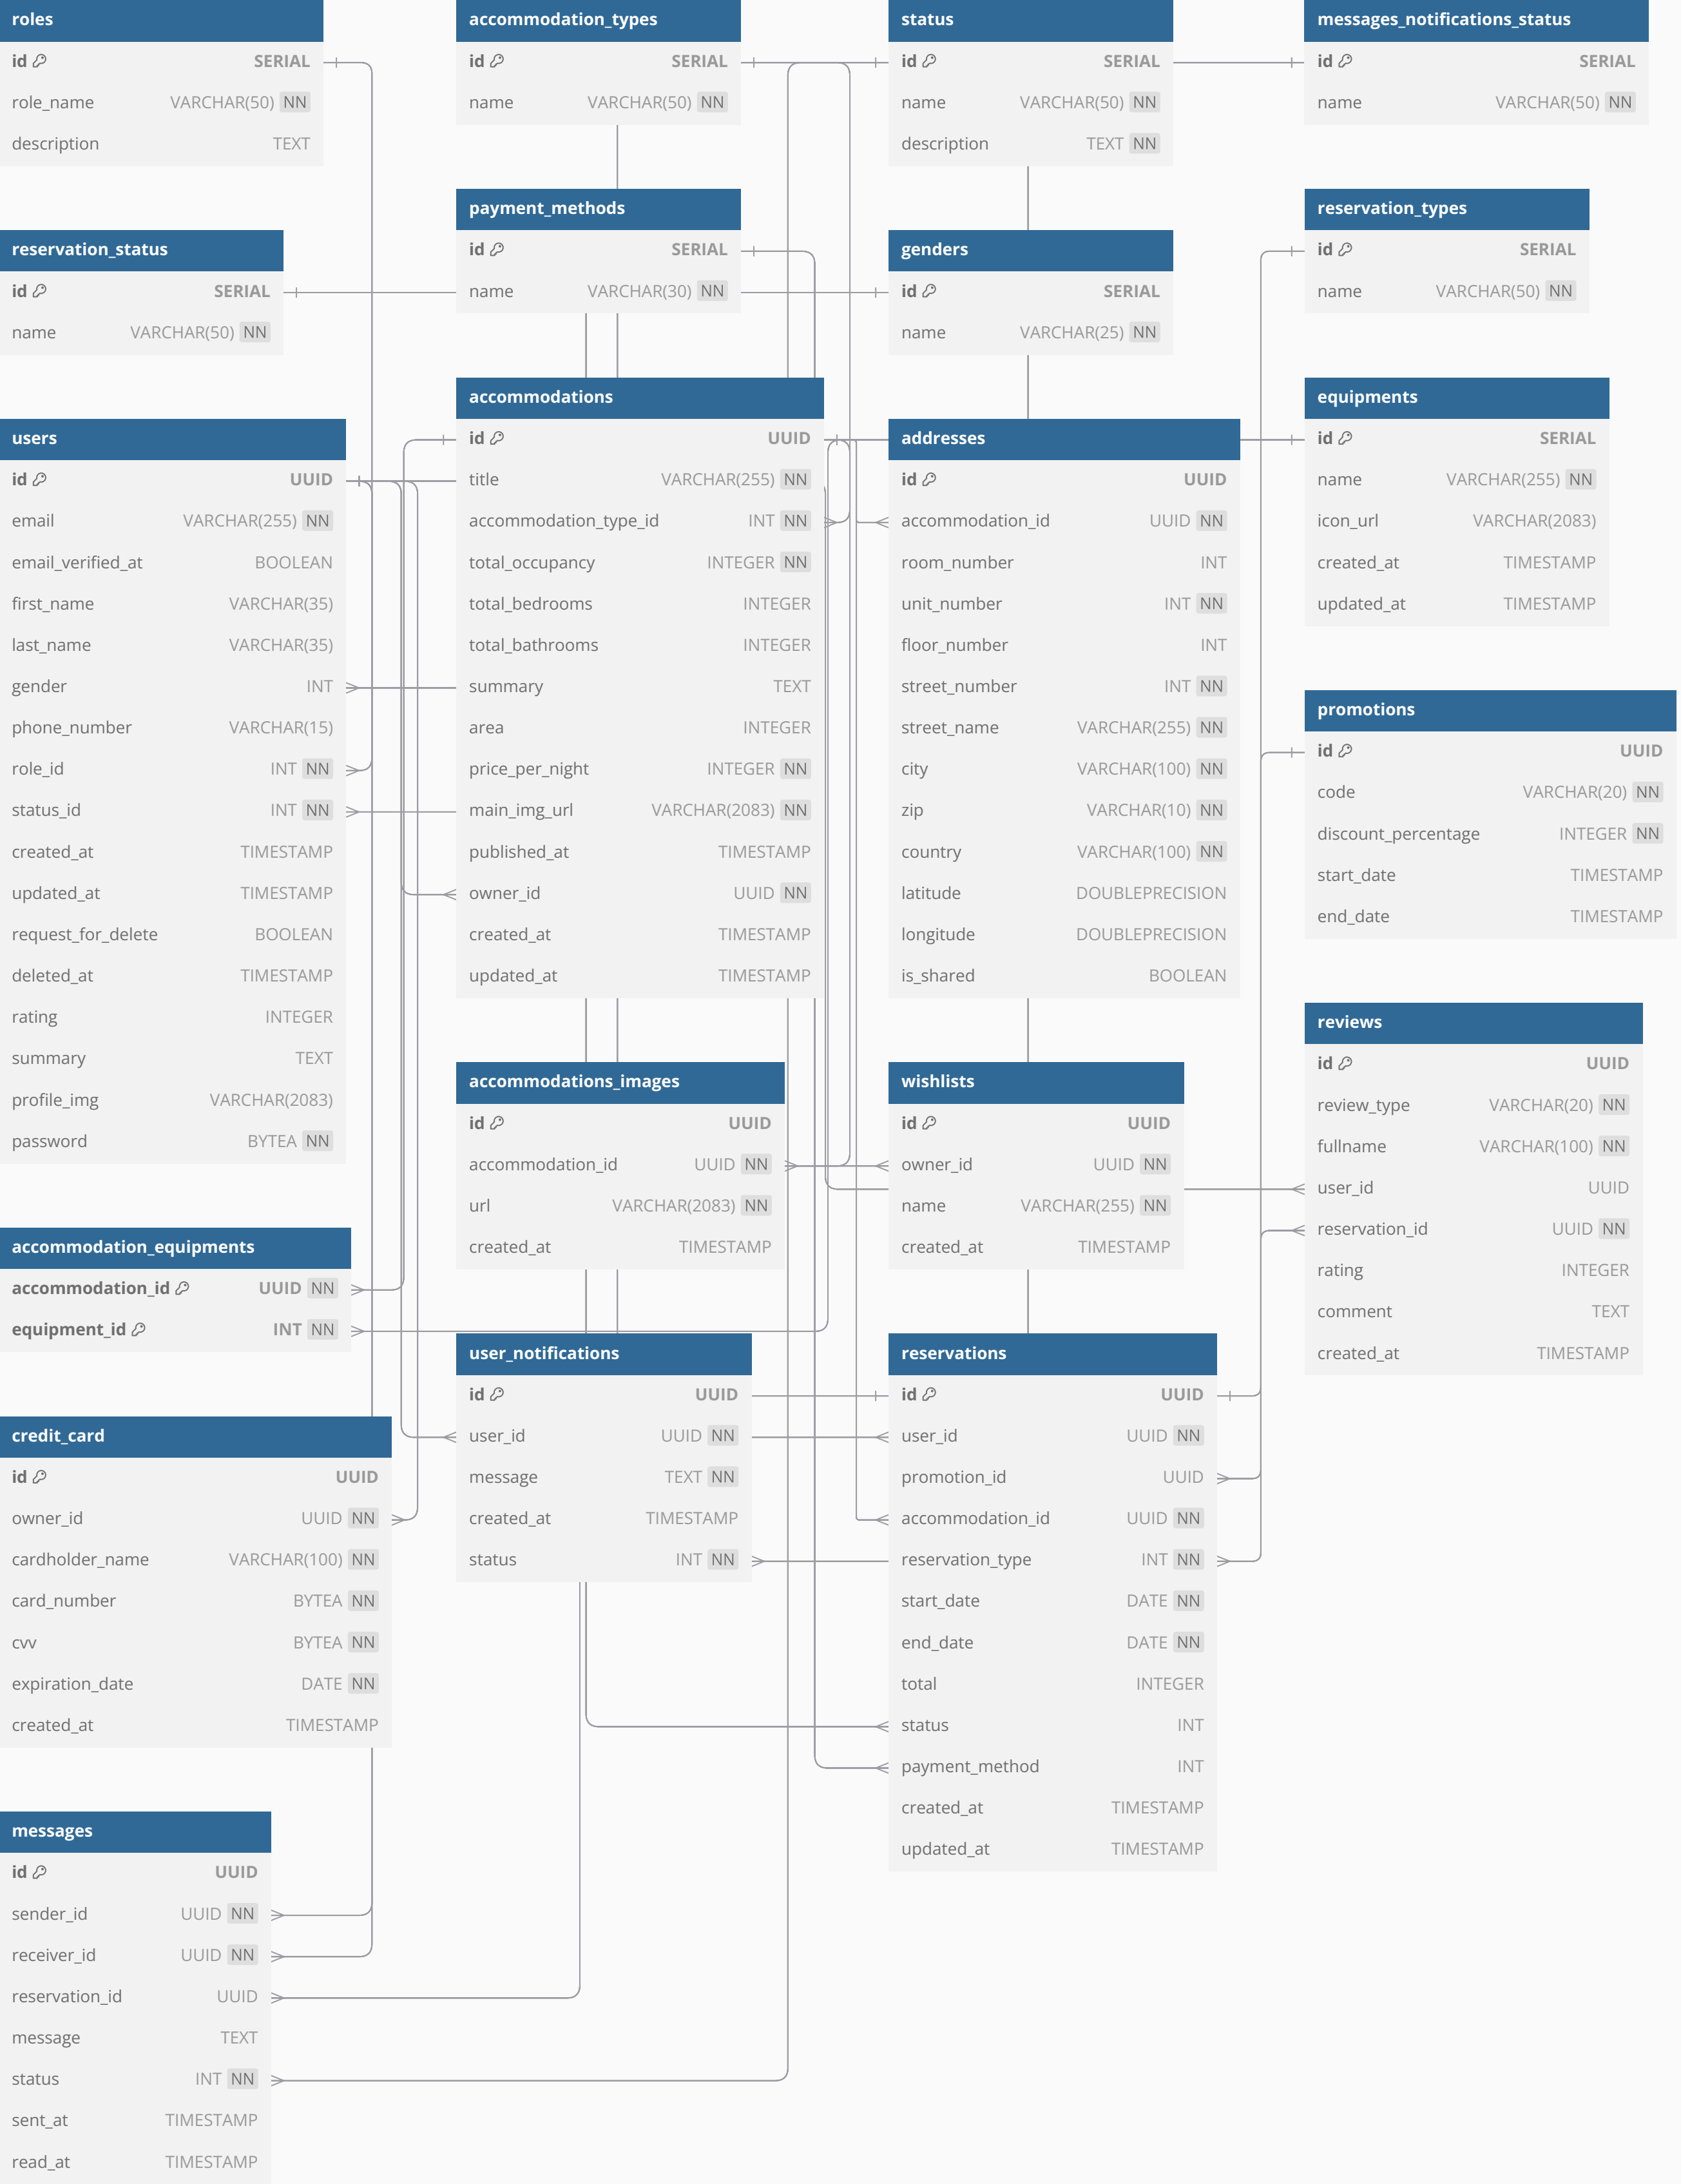 roles
id SERIAL
role_name VARCHAR(50) NN
description TEXT
accommodation_types
id SERIAL
name VARCHAR(50) NN
status
id SERIAL
name VARCHAR(50) NN
description TEXT NN
messages_notifications_status
id SERIAL
name VARCHAR(50) NN
reservation_status
id SERIAL
name VARCHAR(50) NN
payment_methods
id SERIAL
name VARCHAR(30) NN
genders
id SERIAL
name VARCHAR(25) NN
reservation_types
id SERIAL
name VARCHAR(50) NN
users
id UUID
email VARCHAR(255) NN
email_verified_at BOOLEAN
first_name VARCHAR(35)
last_name VARCHAR(35)
gender INT
phone_number VARCHAR(15)
role_id INT NN
status_id INT NN
created_at TIMESTAMP
updated_at TIMESTAMP
request_for_delete BOOLEAN
deleted_at TIMESTAMP
rating INTEGER
summary TEXT
profile_img VARCHAR(2083)
password BYTEA NN
accommodations
id UUID
title VARCHAR(255) NN
accommodation_type_id INT NN
total_occupancy INTEGER NN
total_bedrooms INTEGER
total_bathrooms INTEGER
summary TEXT
area INTEGER
price_per_night INTEGER NN
main_img_url VARCHAR(2083) NN
published_at TIMESTAMP
owner_id UUID NN
created_at TIMESTAMP
updated_at TIMESTAMP
addresses
id UUID
accommodation_id UUID NN
room_number INT
unit_number INT NN
floor_number INT
street_number INT NN
street_name VARCHAR(255) NN
city VARCHAR(100) NN
zip VARCHAR(10) NN
country VARCHAR(100) NN
latitude DOUBLEPRECISION
longitude DOUBLEPRECISION
is_shared BOOLEAN
equipments
id SERIAL
name VARCHAR(255) NN
icon_url VARCHAR(2083)
created_at TIMESTAMP
updated_at TIMESTAMP
promotions
id UUID
code VARCHAR(20) NN
discount_percentage INTEGER NN
start_date TIMESTAMP
end_date TIMESTAMP
accommodations_images
id UUID
accommodation_id UUID NN
url VARCHAR(2083) NN
created_at TIMESTAMP
wishlists
id UUID
owner_id UUID NN
name VARCHAR(255) NN
created_at TIMESTAMP
reviews
id UUID
review_type VARCHAR(20) NN
fullname VARCHAR(100) NN
user_id UUID
reservation_id UUID NN
rating INTEGER
comment TEXT
created_at TIMESTAMP
accommodation_equipments
accommodation_id UUID NN
equipment_id INT NN
user_notifications
id UUID
user_id UUID NN
message TEXT NN
created_at TIMESTAMP
status INT NN
reservations
id UUID
user_id UUID NN
promotion_id UUID
accommodation_id UUID NN
reservation_type INT NN
start_date DATE NN
end_date DATE NN
total INTEGER
status INT
payment_method INT
created_at TIMESTAMP
updated_at TIMESTAMP
credit_card
id UUID
owner_id UUID NN
cardholder_name VARCHAR(100) NN
card_number BYTEA NN
cvv BYTEA NN
expiration_date DATE NN
created_at TIMESTAMP
messages
id UUID
sender_id UUID NN
receiver_id UUID NN
reservation_id UUID
message TEXT
status INT NN
sent_at TIMESTAMP
read_at TIMESTAMP